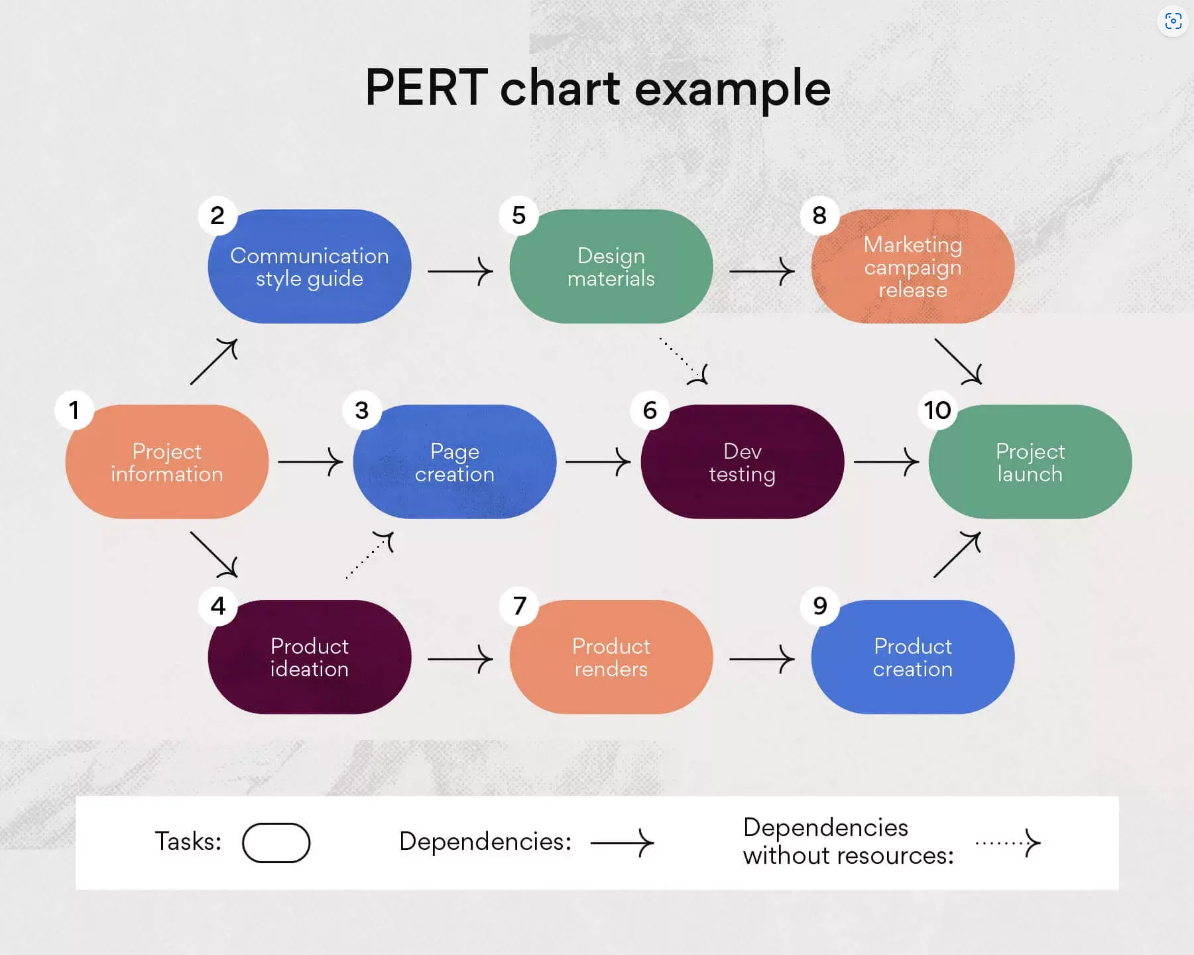 PERT chart example
2
Communication
style guide
5
Design
materials
8
Marketing
campaign
release
1
Project
information
3
Page
creation
6
Dev
testing
10
Project
launch
4
Product
ideation
7
Product
renders
9
Product
creation
Tasks:
Dependencies:
Dependencies
without resources: